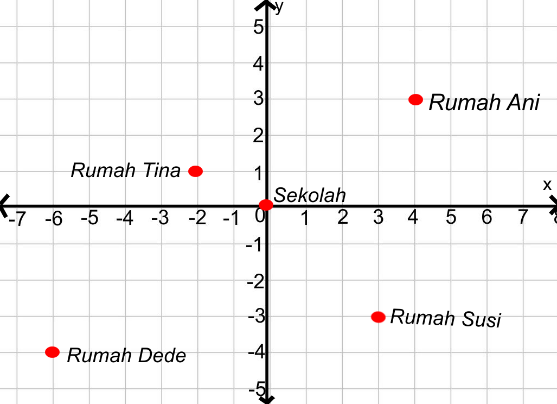 y
5
4
3
Rumah Ani
2
Rumah Tina
1
x
Sekolah
-7 -6 -5 -4 -3 -2 -1 0 1 2 3 4 5 6 7
-1
-2
-3
Rumah Susi
-4
Rumah Dede
-5